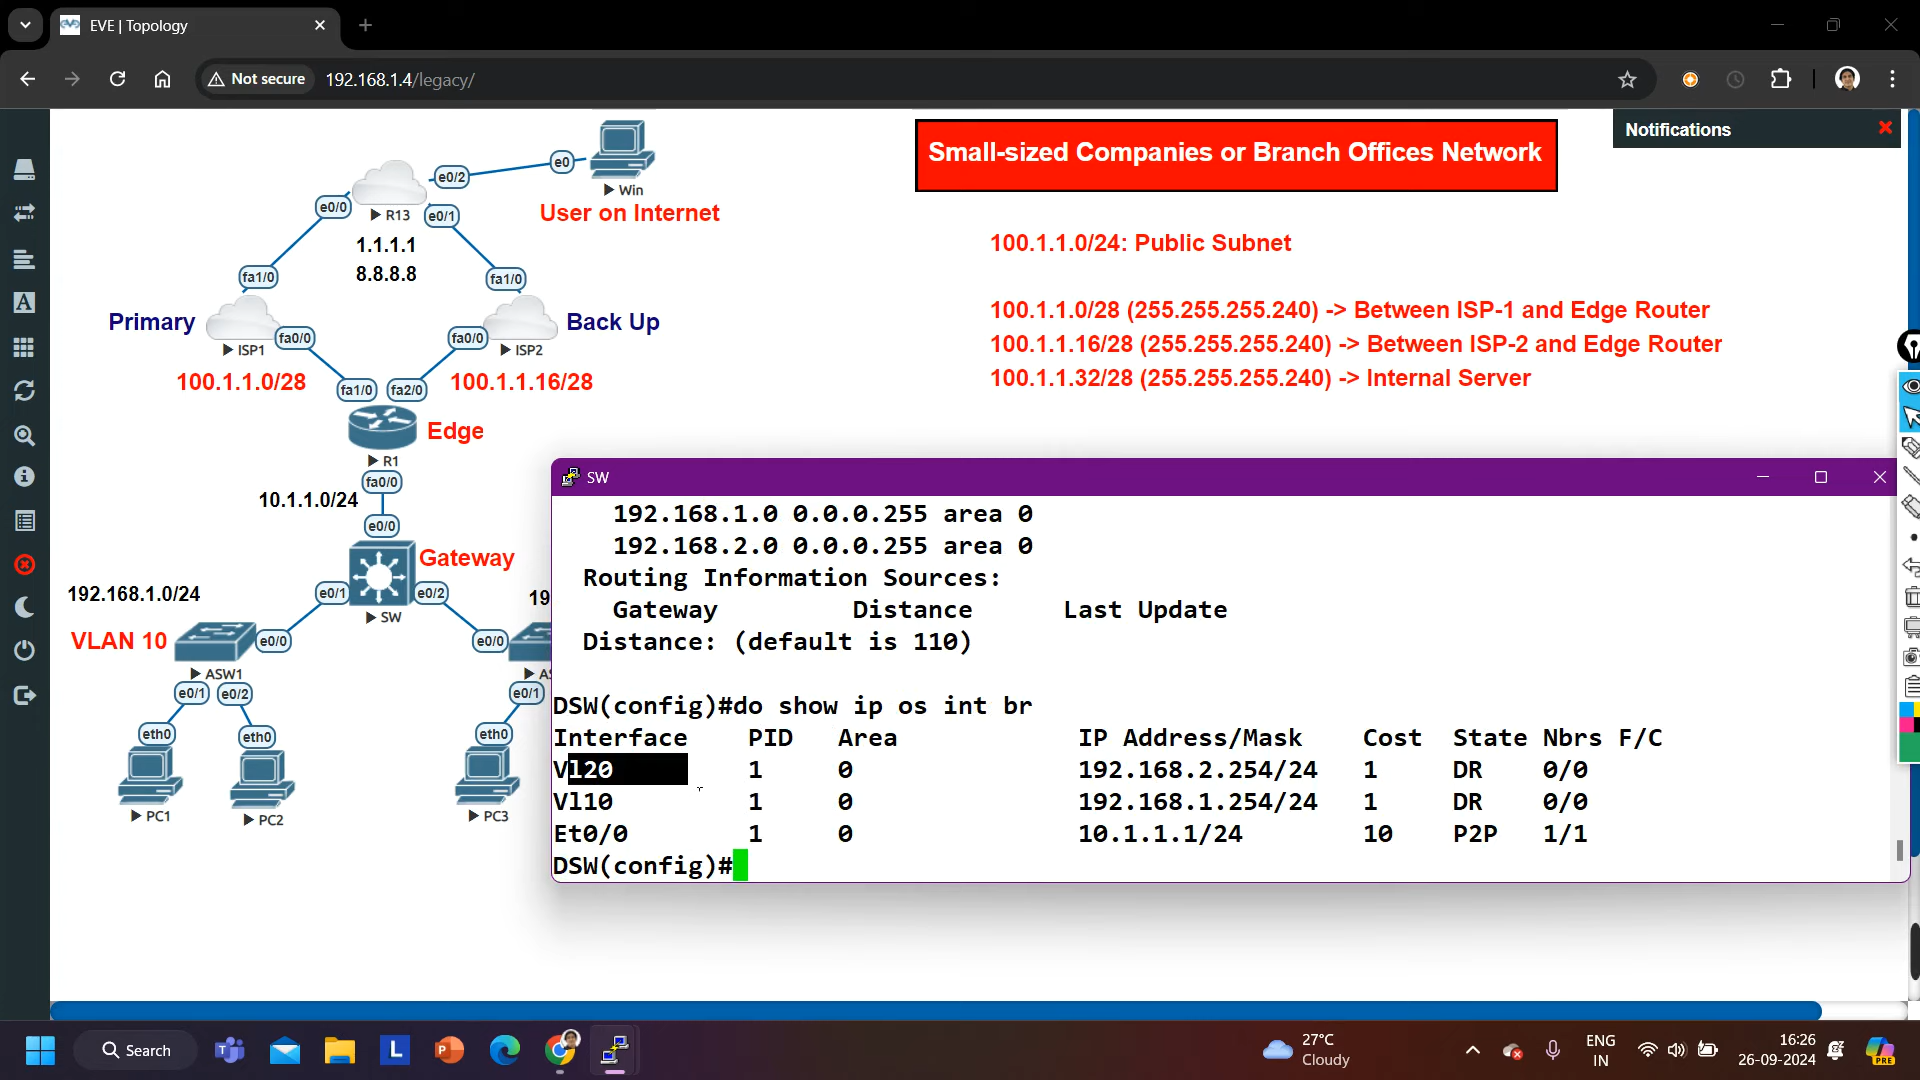 EVE | Topology
Not secure
192.168.1.4/legacy/
Notifications
Small-sized Companies or Branch Offices Network
e0/2
e0
Win
User on Internet
e0/0
R13
e0/1
1.1.1.1
8.8.8.8
100.1.1.0/24: Public Subnet
fa1/0
fa1/0
Primary
Back Up
fa0/0
fa0/0
ISP1
ISP2
100.1.1.0/28
100.1.1.16/28
100.1.1.0/28 (255.255.255.240) -> Between ISP-1 and Edge Router
100.1.1.16/28 (255.255.255.240) -> Between ISP-2 and Edge Router
100.1.1.32/28 (255.255.255.240) -> Internal Server
fa1/0
fa2/0
Edge
R1
fa0/0
10.1.1.0/24
e0/0
Gateway
192.168.1.0/24
e0/1
e0/2
19
SW
VLAN 10
e0/0
e0/0
ASW1
AS
e0/1
e0/2
e0/1
eth0
eth0
eth0
PC1
PC2
PC3
SW
192.168.1.0 0.0.0.255 area 0
192.168.2.0 0.0.0.255 area 0
Routing Information Sources:
Gateway Distance Last Update
Distance: (default is 110)
DSW(config)#do show ip os int br
Interface PID Area IP Address/Mask Cost State Nbrs F/C
Vl20 1 0 192.168.2.254/24 1 DR 0/0
Vl10 1 0 192.168.1.254/24 1 DR 0/0
Et0/0 1 0 10.1.1.1/24 10 P2P 1/1
DSW(config)#
Search
27°C
Cloudy
ENG
IN
16:26
26-09-2024
PRE